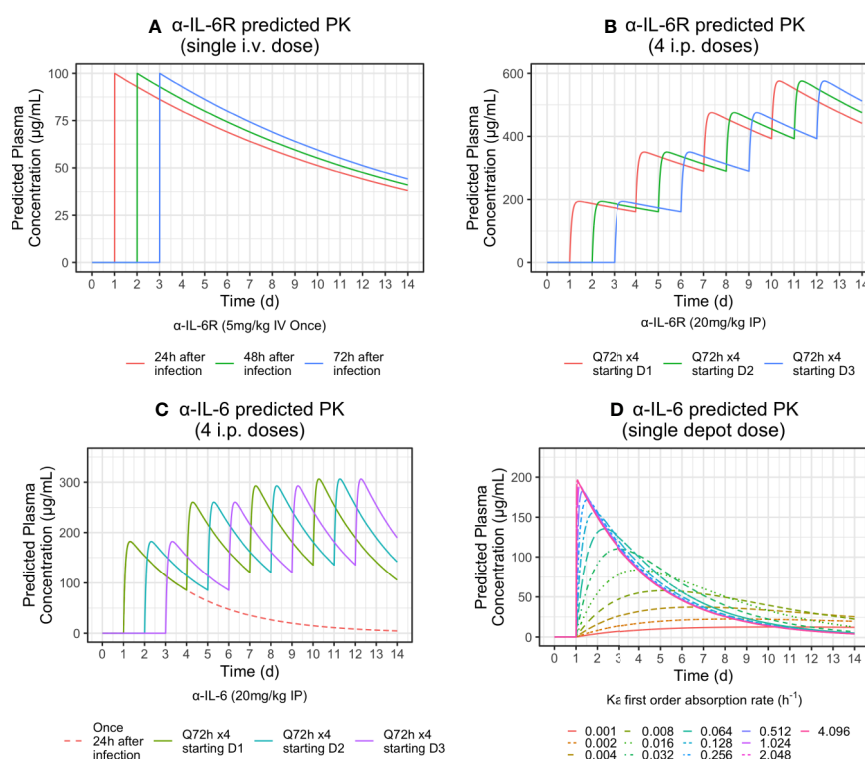 A α-IL-6R predicted PK
(single i.v. dose)
Predicted Plasma
Concentration (µg/mL)
100
75
50
25
0
0 1 2 3 4 5 6 7 8 9 10 11 12 13 14
Time (d)
α-IL-6R (5mg/kg IV Once)
24h after
infection
48h after
infection
72h after
infection
B α-IL-6R predicted PK
(4 i.p. doses)
Predicted Plasma
Concentration (µg/mL)
600
400
200
0
0 1 2 3 4 5 6 7 8 9 10 11 12 13 14
Time (d)
α-IL-6R (20mg/kg IP)
Q72h x4
starting D1
Q72h x4
starting D2
Q72h x4
starting D3
C α-IL-6 predicted PK
(4 i.p. doses)
Predicted Plasma
Concentration (µg/mL)
300
200
100
0
0 1 2 3 4 5 6 7 8 9 10 11 12 13 14
Time (d)
α-IL-6 (20mg/kg IP)
Once
24h after
infection
Q72h x4
starting D1
Q72h x4
starting D2
Q72h x4
starting D3
D α-IL-6 predicted PK
(single depot dose)
Predicted Plasma
Concentration (µg/mL)
200
150
100
50
0
0 1 2 3 4 5 6 7 8 9 10 11 12 13 14
Time (d)
Ka first order absorption rate (h⁻¹)
0.001 0.008 0.064 0.512 4.096
0.002 0.016 0.128 1.024
0.004 0.032 0.256 2.048